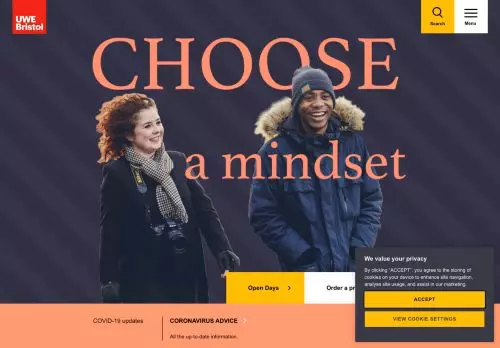 UWE
Bristol
Search
Menu
CHOOSE
a mindset
Open Days
Order a pr
We value your privacy
By clicking "ACCEPT", you agree to the storing of
cookies on your device to enhance site navigation,
analyse site usage, and assist in our marketing.
ACCEPT
VIEW COOKIE SETTINGS
COVID-19 updates
CORONAVIRUS ADVICE
All the up-to-date information.